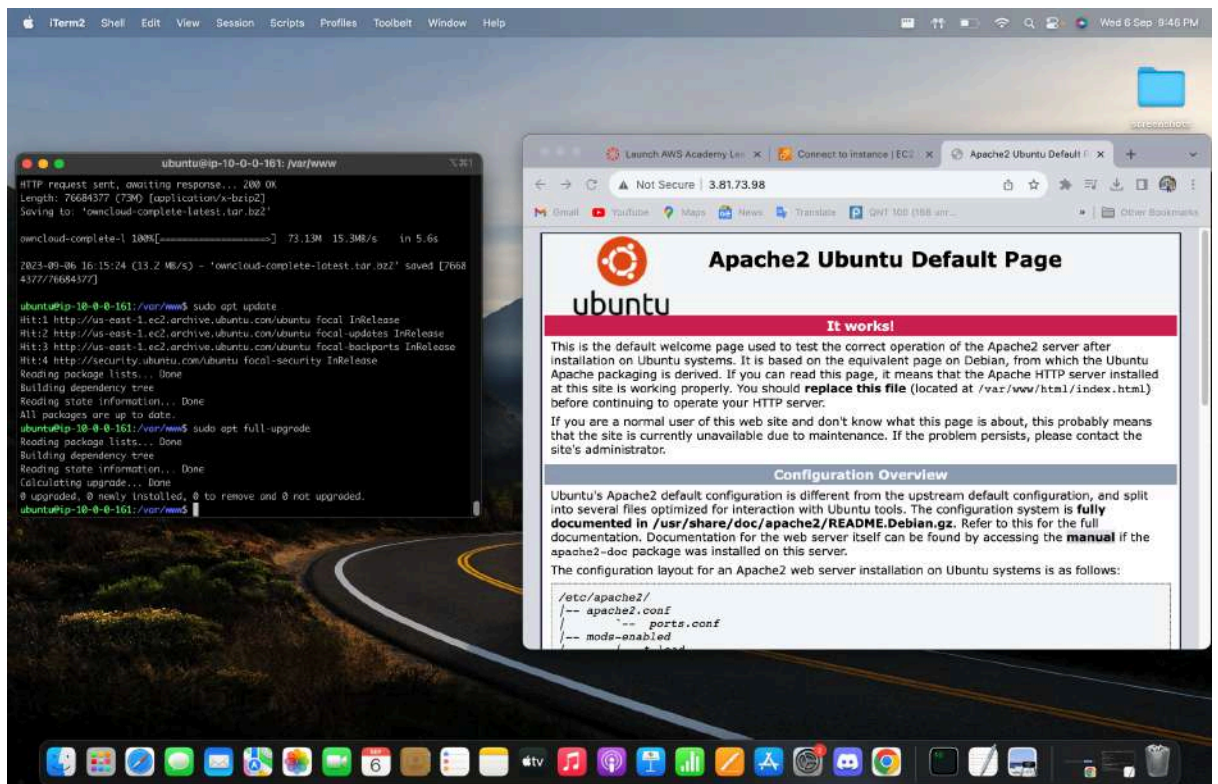 iTerm2 Shell Edit View Session Scripts Profiles Toolbelt Window Help
Wed 6 Sep 9:46 PM
screenshots
ubuntu@ip-10-0-0-161: /var/www
⌥⌘1
HTTP request sent, awaiting response... 200 OK
Length: 76684377 (73M) [application/x-bzip2]
Saving to: 'owncloud-complete-latest.tar.bz2'
owncloud-complete-l 100%[===================>] 73.13M 15.3MB/s in 5.6s
2023-09-06 16:15:24 (13.2 MB/s) - 'owncloud-complete-latest.tar.bz2' saved [7668
4377/76684377]
ubuntu@ip-10-0-0-161:/var/www$ sudo apt update
Hit:1 http://us-east-1.ec2.archive.ubuntu.com/ubuntu focal InRelease
Hit:2 http://us-east-1.ec2.archive.ubuntu.com/ubuntu focal-updates InRelease
Hit:3 http://us-east-1.ec2.archive.ubuntu.com/ubuntu focal-backports InRelease
Hit:4 http://security.ubuntu.com/ubuntu focal-security InRelease
Reading package lists... Done
Building dependency tree
Reading state information... Done
All packages are up to date.
ubuntu@ip-10-0-0-161:/var/www$ sudo apt full-upgrade
Reading package lists... Done
Building dependency tree
Reading state information... Done
Calculating upgrade... Done
0 upgraded, 0 newly installed, 0 to remove and 0 not upgraded.
ubuntu@ip-10-0-0-161:/var/www$
Launch AWS Academy Lea Connect to instance | EC2 Apache2 Ubuntu Default P
Not Secure 3.81.73.98
Gmail YouTube Maps News Translate QNT 100 (168 unr... » Other Bookmarks
ubuntu
Apache2 Ubuntu Default Page
It works!
This is the default welcome page used to test the correct operation of the Apache2 server after
installation on Ubuntu systems. It is based on the equivalent page on Debian, from which the Ubuntu
Apache packaging is derived. If you can read this page, it means that the Apache HTTP server installed
at this site is working properly. You should replace this file (located at /var/www/html/index.html)
before continuing to operate your HTTP server.
If you are a normal user of this web site and don't know what this page is about, this probably means
that the site is currently unavailable due to maintenance. If the problem persists, please contact the
site's administrator.
Configuration Overview
Ubuntu's Apache2 default configuration is different from the upstream default configuration, and split
into several files optimized for interaction with Ubuntu tools. The configuration system is fully
documented in /usr/share/doc/apache2/README.Debian.gz. Refer to this for the full
documentation. Documentation for the web server itself can be found by accessing the manual if the
apache2-doc package was installed on this server.
The configuration layout for an Apache2 web server installation on Ubuntu systems is as follows:
/etc/apache2/
|-- apache2.conf
| `-- ports.conf
|-- mods-enabled
SEP
6
tv